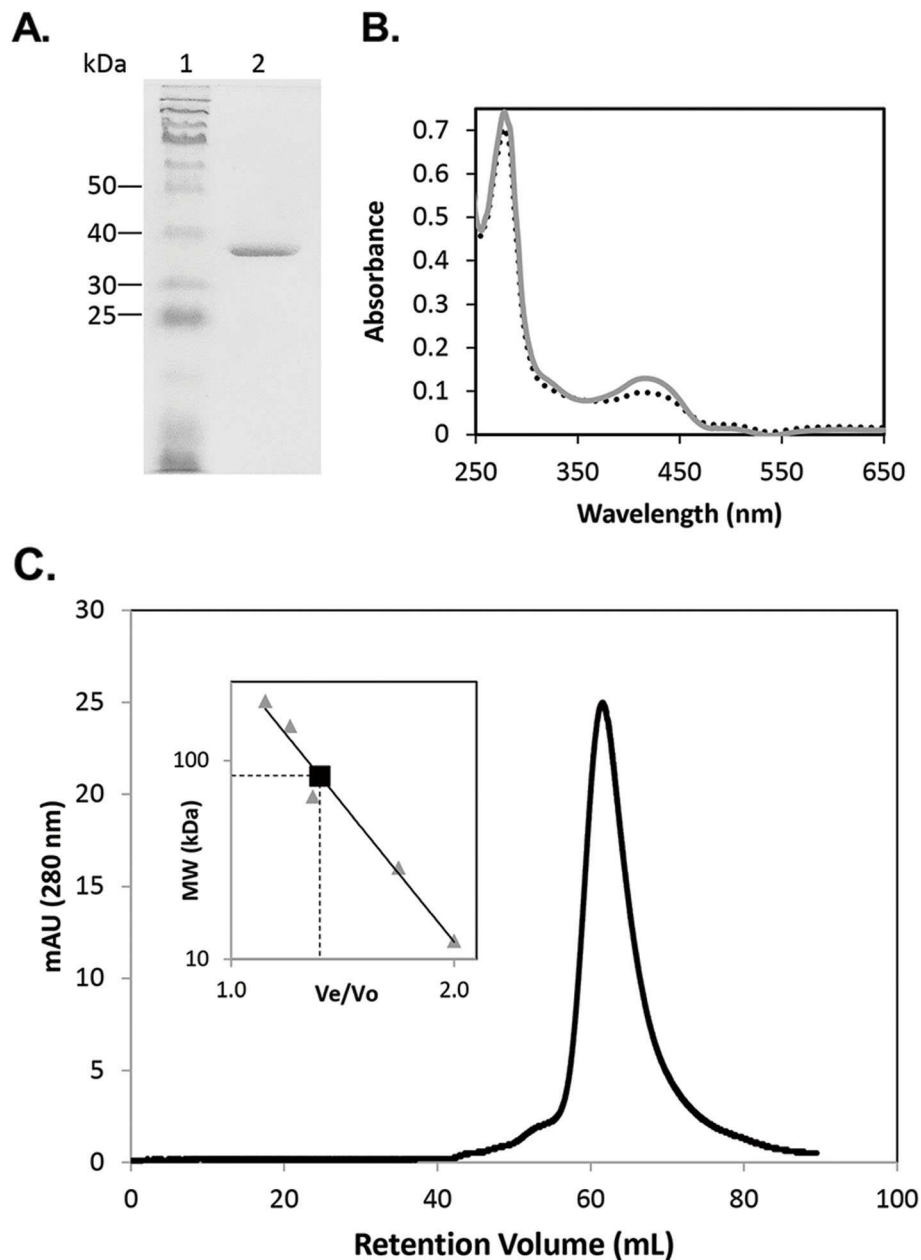 A.
kDa 1 2
50
40
30
25
B.
0.7
0.6
0.5
0.4
0.3
0.2
0.1
0
Absorbance
250 350 450 550 650
Wavelength (nm)
C.
30
25
20
15
10
5
0
mAU (280 nm)
100
10
MW (kDa)
1.0 Ve/Vo 2.0
0 20 40 60 80 100
Retention Volume (mL)